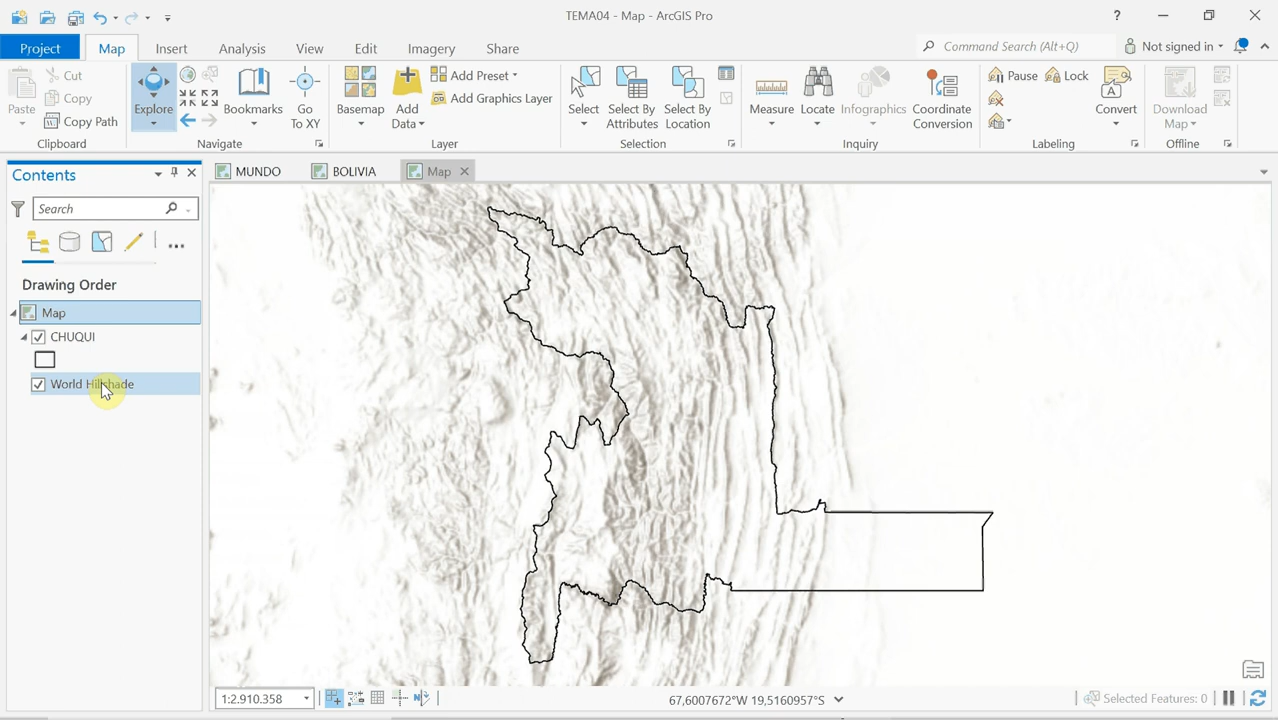 TEMA04 - Map - ArcGIS Pro
?
Project
Map
Insert
Analysis
View
Edit
Imagery
Share
Command Search (Alt+Q)
Not signed in
Paste
Cut
Copy
Copy Path
Clipboard
Explore
Bookmarks
Go
To XY
Navigate
Basemap
Add
Data
Add Preset
Add Graphics Layer
Layer
Select
Select By
Attributes
Select By
Location
Selection
Measure
Locate
Infographics
Coordinate
Conversion
Inquiry
Pause
Lock
Convert
Labeling
Download
Map
Offline
Contents
Search
Drawing Order
Map
CHUQUI
World Hillshade
MUNDO
BOLIVIA
Map
1:2.910.358
67,6007672°W 19,5160957°S
Selected Features: 0